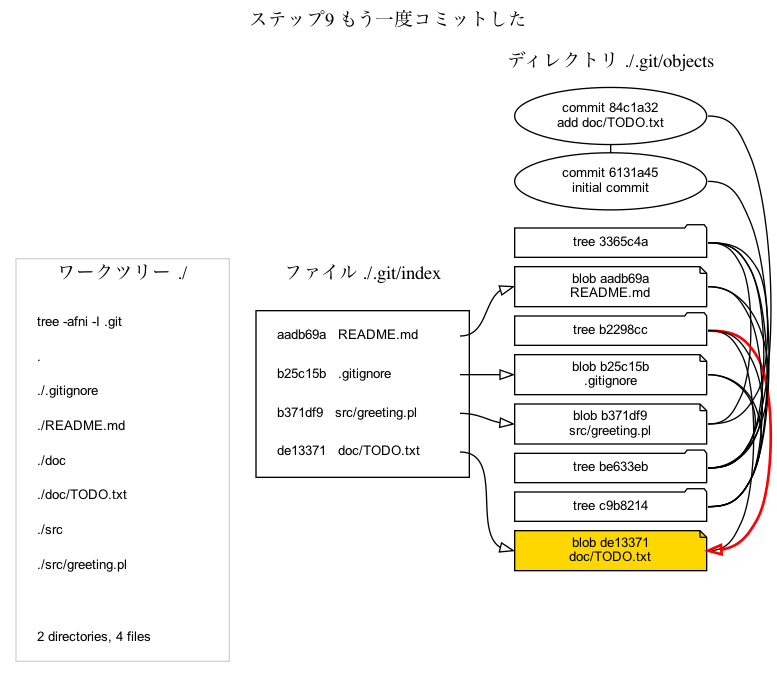 ステップ9 もう一度コミットした
ディレクトリ ./.git/objects
commit 84c1a32
add doc/TODO.txt
commit 6131a45
initial commit
tree 3365c4a
blob aadb69a
README.md
tree b2298cc
blob b25c15b
.gitignore
blob b371df9
src/greeting.pl
tree be633eb
tree c9b8214
blob de13371
doc/TODO.txt
ファイル ./.git/index
aadb69a README.md
b25c15b .gitignore
b371df9 src/greeting.pl
de13371 doc/TODO.txt
ワークツリー ./
tree -afni -I .git
.
./.gitignore
./README.md
./doc
./doc/TODO.txt
./src
./src/greeting.pl
2 directories, 4 files